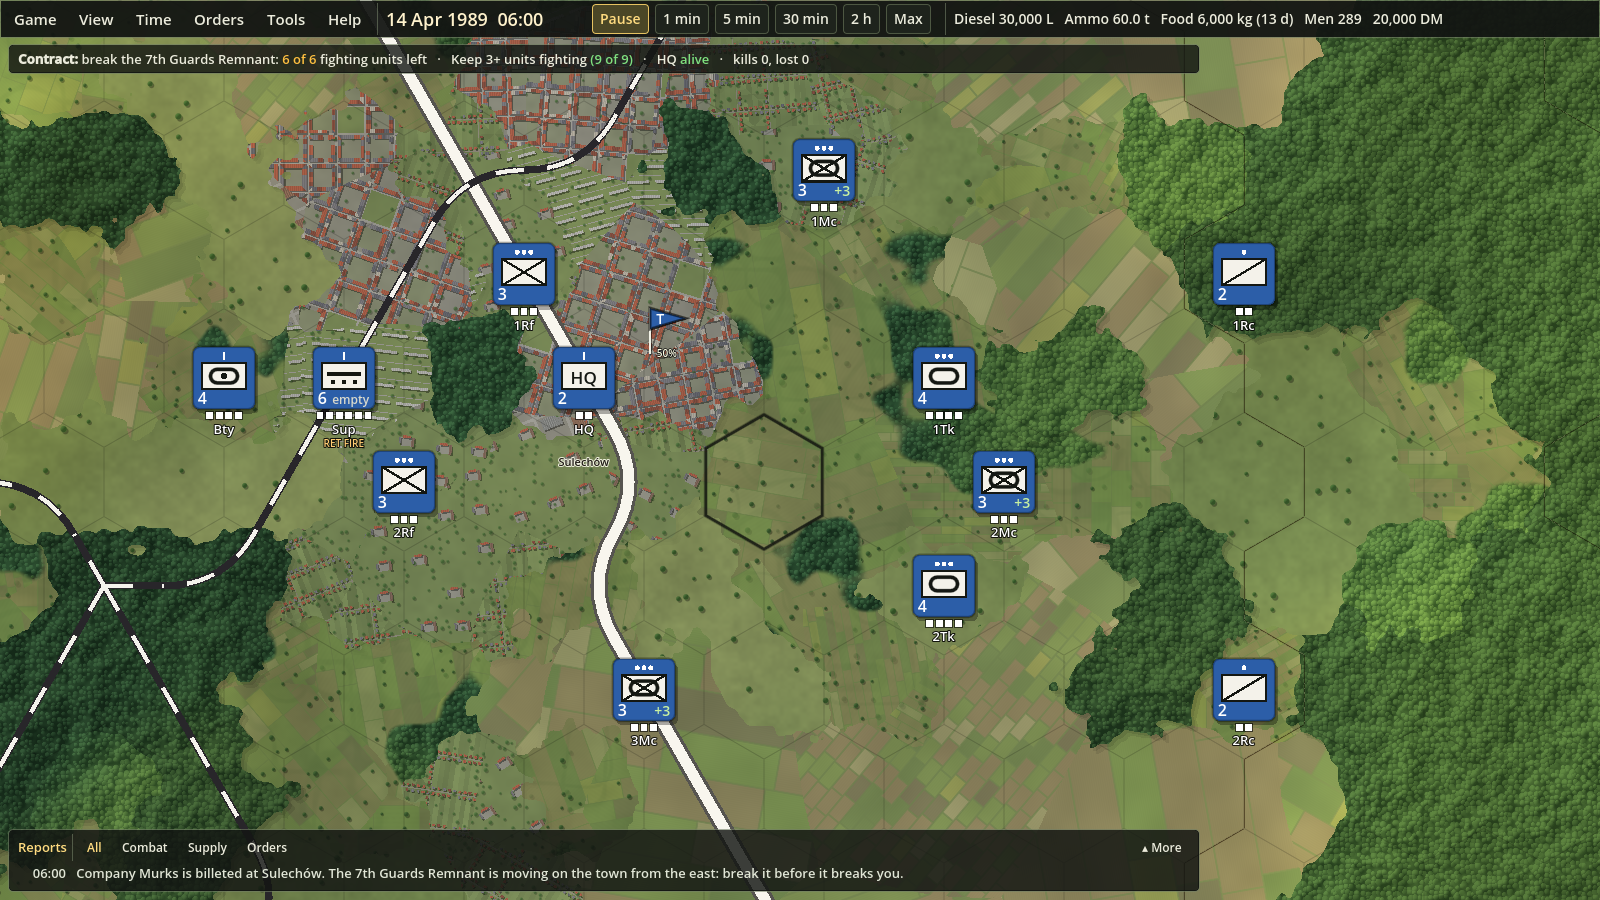 Game View Time Orders Tools Help 14 Apr 1989 06:00 Pause 1 min 5 min 30 min 2 h Max Diesel 30,000 L Ammo 60.0 t Food 6,000 kg (13 d) Men 289 20,000 DM
Contract: break the 7th Guards Remnant: 6 of 6 fighting units left · Keep 3+ units fighting (9 of 9) · HQ alive · kills 0, lost 0
3 +3
1Mc
3
1Rf
2
1Rc
T
50%
4
Bty
6 empty
Sup
RET FIRE
HQ
2
HQ
4
1Tk
Sulechów
3
2Rf
3 +3
2Mc
4
2Tk
3 +3
3Mc
2
2Rc
Reports All Combat Supply Orders ▴ More
06:00 Company Murks is billeted at Sulechów. The 7th Guards Remnant is moving on the town from the east: break it before it breaks you.